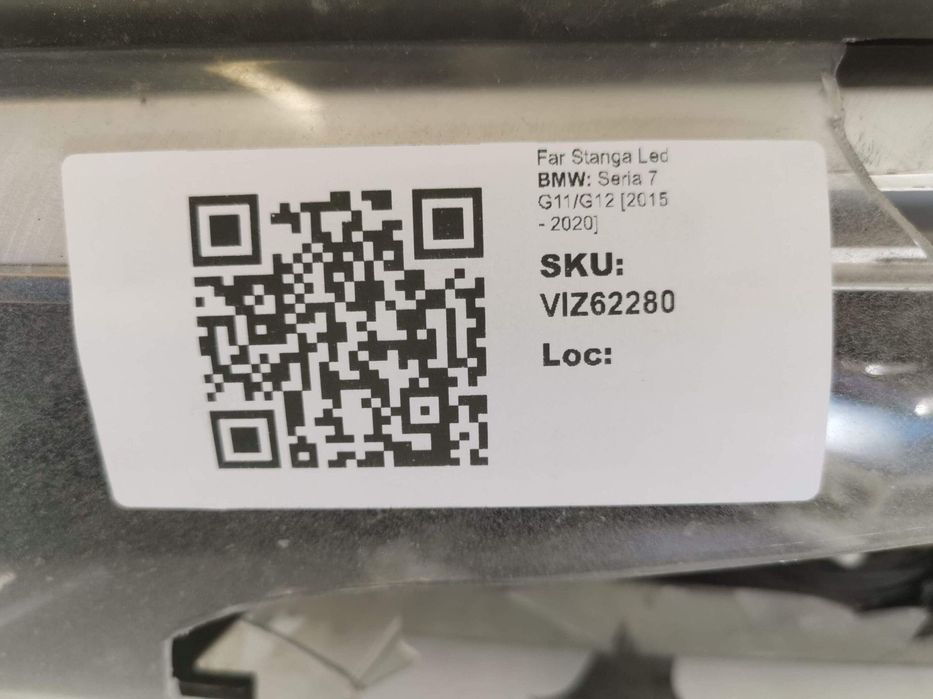 Far Stanga Led
BMW: Seria 7
G11/G12 [2015
- 2020]
SKU:
VIZ62280
Loc: